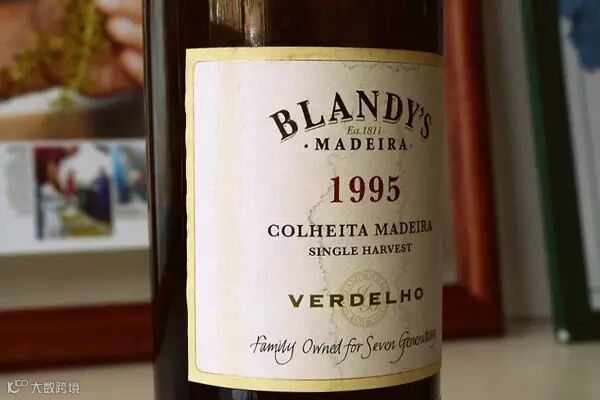 BLANDY'S
Est.1811
·MADEIRA·
1995
COLHEITA MADEIRA
SINGLE HARVEST
VERDELHO
Family Owned for Seven Generations
大数跨境